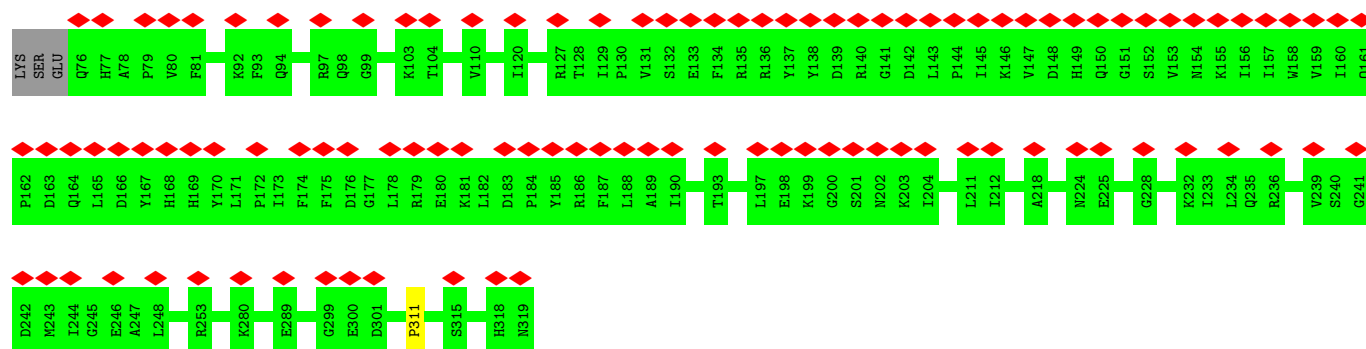 LYS SER GLU Q76 H77 A78 P79 V80 F81 K92 F93 Q94 R97 Q98 G99 K103 T104 V110 I120 R127 T128 I129 P130 V131 S132 E133 F134 R135 R136 Y137 Y138 D139 R140 G141 D142 L143 P144 I145 K146 V147 D148 H149 Q150 G151 S152 V153 N154 K155 I156 I157 W158 V159 I160 D161
P162 D163 Q164 L165 D166 Y167 H168 H169 Y170 L171 P172 I173 F174 F175 D176 G177 L178 R179 E180 K181 L182 D183 P184 Y185 R186 F187 L188 A189 I190 T193 L197 E198 K199 G200 S201 N202 K203 I204 L211 I212 A218 N224 E225 G228 K232 I233 L234 Q235 R236 V239 S240 G241
D242 M243 I244 G245 E246 A247 L248 R253 K280 E289 G299 E300 D301 P311 S315 H318 N319